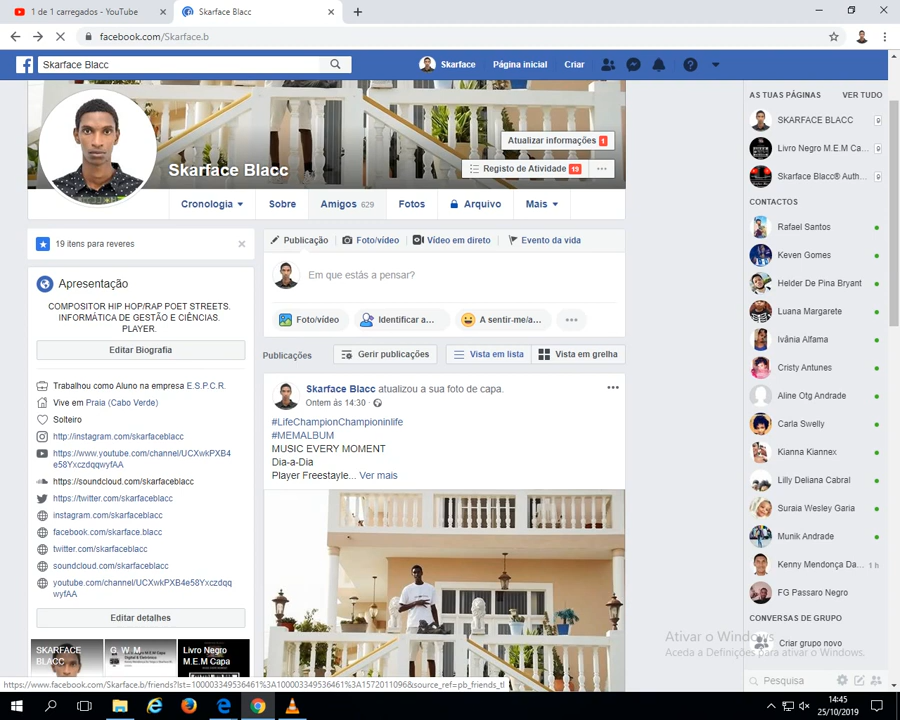 1 de 1 carregados - YouTube
Skarface Blacc
facebook.com/Skarface.b
Skarface Blacc
Skarface
Página inicial
Criar
Atualizar informações 1
Skarface Blacc
Registo de Atividade 19
Cronologia
Sobre
Amigos 629
Fotos
Arquivo
Mais
19 itens para reveres
Apresentação
COMPOSITOR HIP HOP/RAP POET STREETS.
INFORMÁTICA DE GESTÃO E CIÊNCIAS.
PLAYER.
Editar Biografia
Trabalhou como Aluno na empresa E.S.P.C.R.
Vive em Praia (Cabo Verde)
Solteiro
http://instagram.com/skarfaceblacc
https://www.youtube.com/channel/UCXwkPXB4
e58YxczdqqwyfAA
https://soundcloud.com/skarfaceblacc
https://twitter.com/skarfaceblacc
instagram.com/skarfaceblacc
facebook.com/skarface.blacc
twitter.com/skarfaceblacc
soundcloud.com/skarfaceblacc
youtube.com/channel/UCXwkPXB4e58Yxczdqq
wyfAA
Editar detalhes
SKARFACE
BLACC
G W M
Livro Negro
M.E.M Capa
Publicação
Foto/vídeo
Vídeo em direto
Evento da vida
Em que estás a pensar?
Foto/vídeo
Identificar a...
A sentir-me/a...
Publicações
Gerir publicações
Vista em lista
Vista em grelha
Skarface Blacc atualizou a sua foto de capa.
Ontem às 14:30 ·
#LifeChampionChampioninlife
#MEMALBUM
MUSIC EVERY MOMENT
Dia-a-Dia
Player Freestayle... Ver mais
AS TUAS PÁGINAS
VER TUDO
SKARFACE BLACC
Livro Negro M.E.M Ca...
Skarface Blacc® Auth...
CONTACTOS
Rafael Santos
Keven Gomes
Helder De Pina Bryant
Luana Margarete
Ivânia Alfama
Cristy Antunes
Aline Otg Andrade
Carla Swelly
Kianna Kiannex
Lilly Deliana Cabral
Suraia Wesley Garia
Munik Andrade
Kenny Mendonça Da... 1 h
FG Passaro Negro
CONVERSAS DE GRUPO
Criar grupo novo
Ativar o Windows
Aceda a Definições para ativar o Windows.
Pesquisa
https://www.facebook.com/Skarface.b/friends?lst=100003349536461%3A100003349536461%3A1572011096&source_ref=pb_friends_tl
14:45
25/10/2019